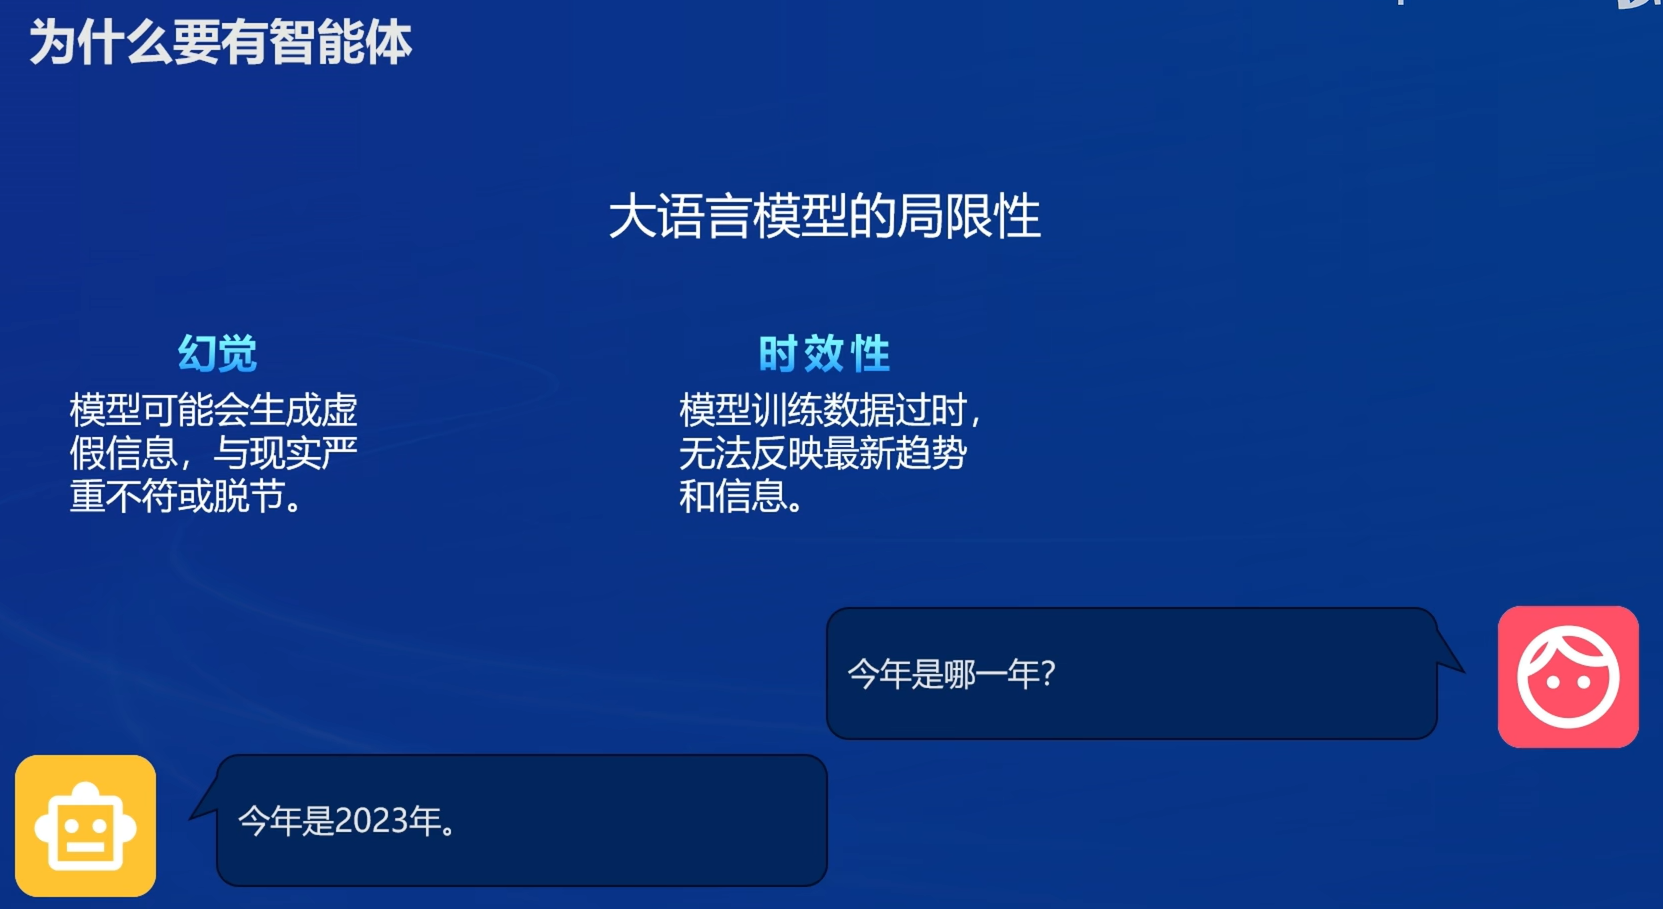 为什么要有智能体
大语言模型的局限性
幻觉
模型可能会生成虚
假信息，与现实严
重不符或脱节。
时效性
模型训练数据过时，
无法反映最新趋势
和信息。
今年是哪一年？
今年是2023年。